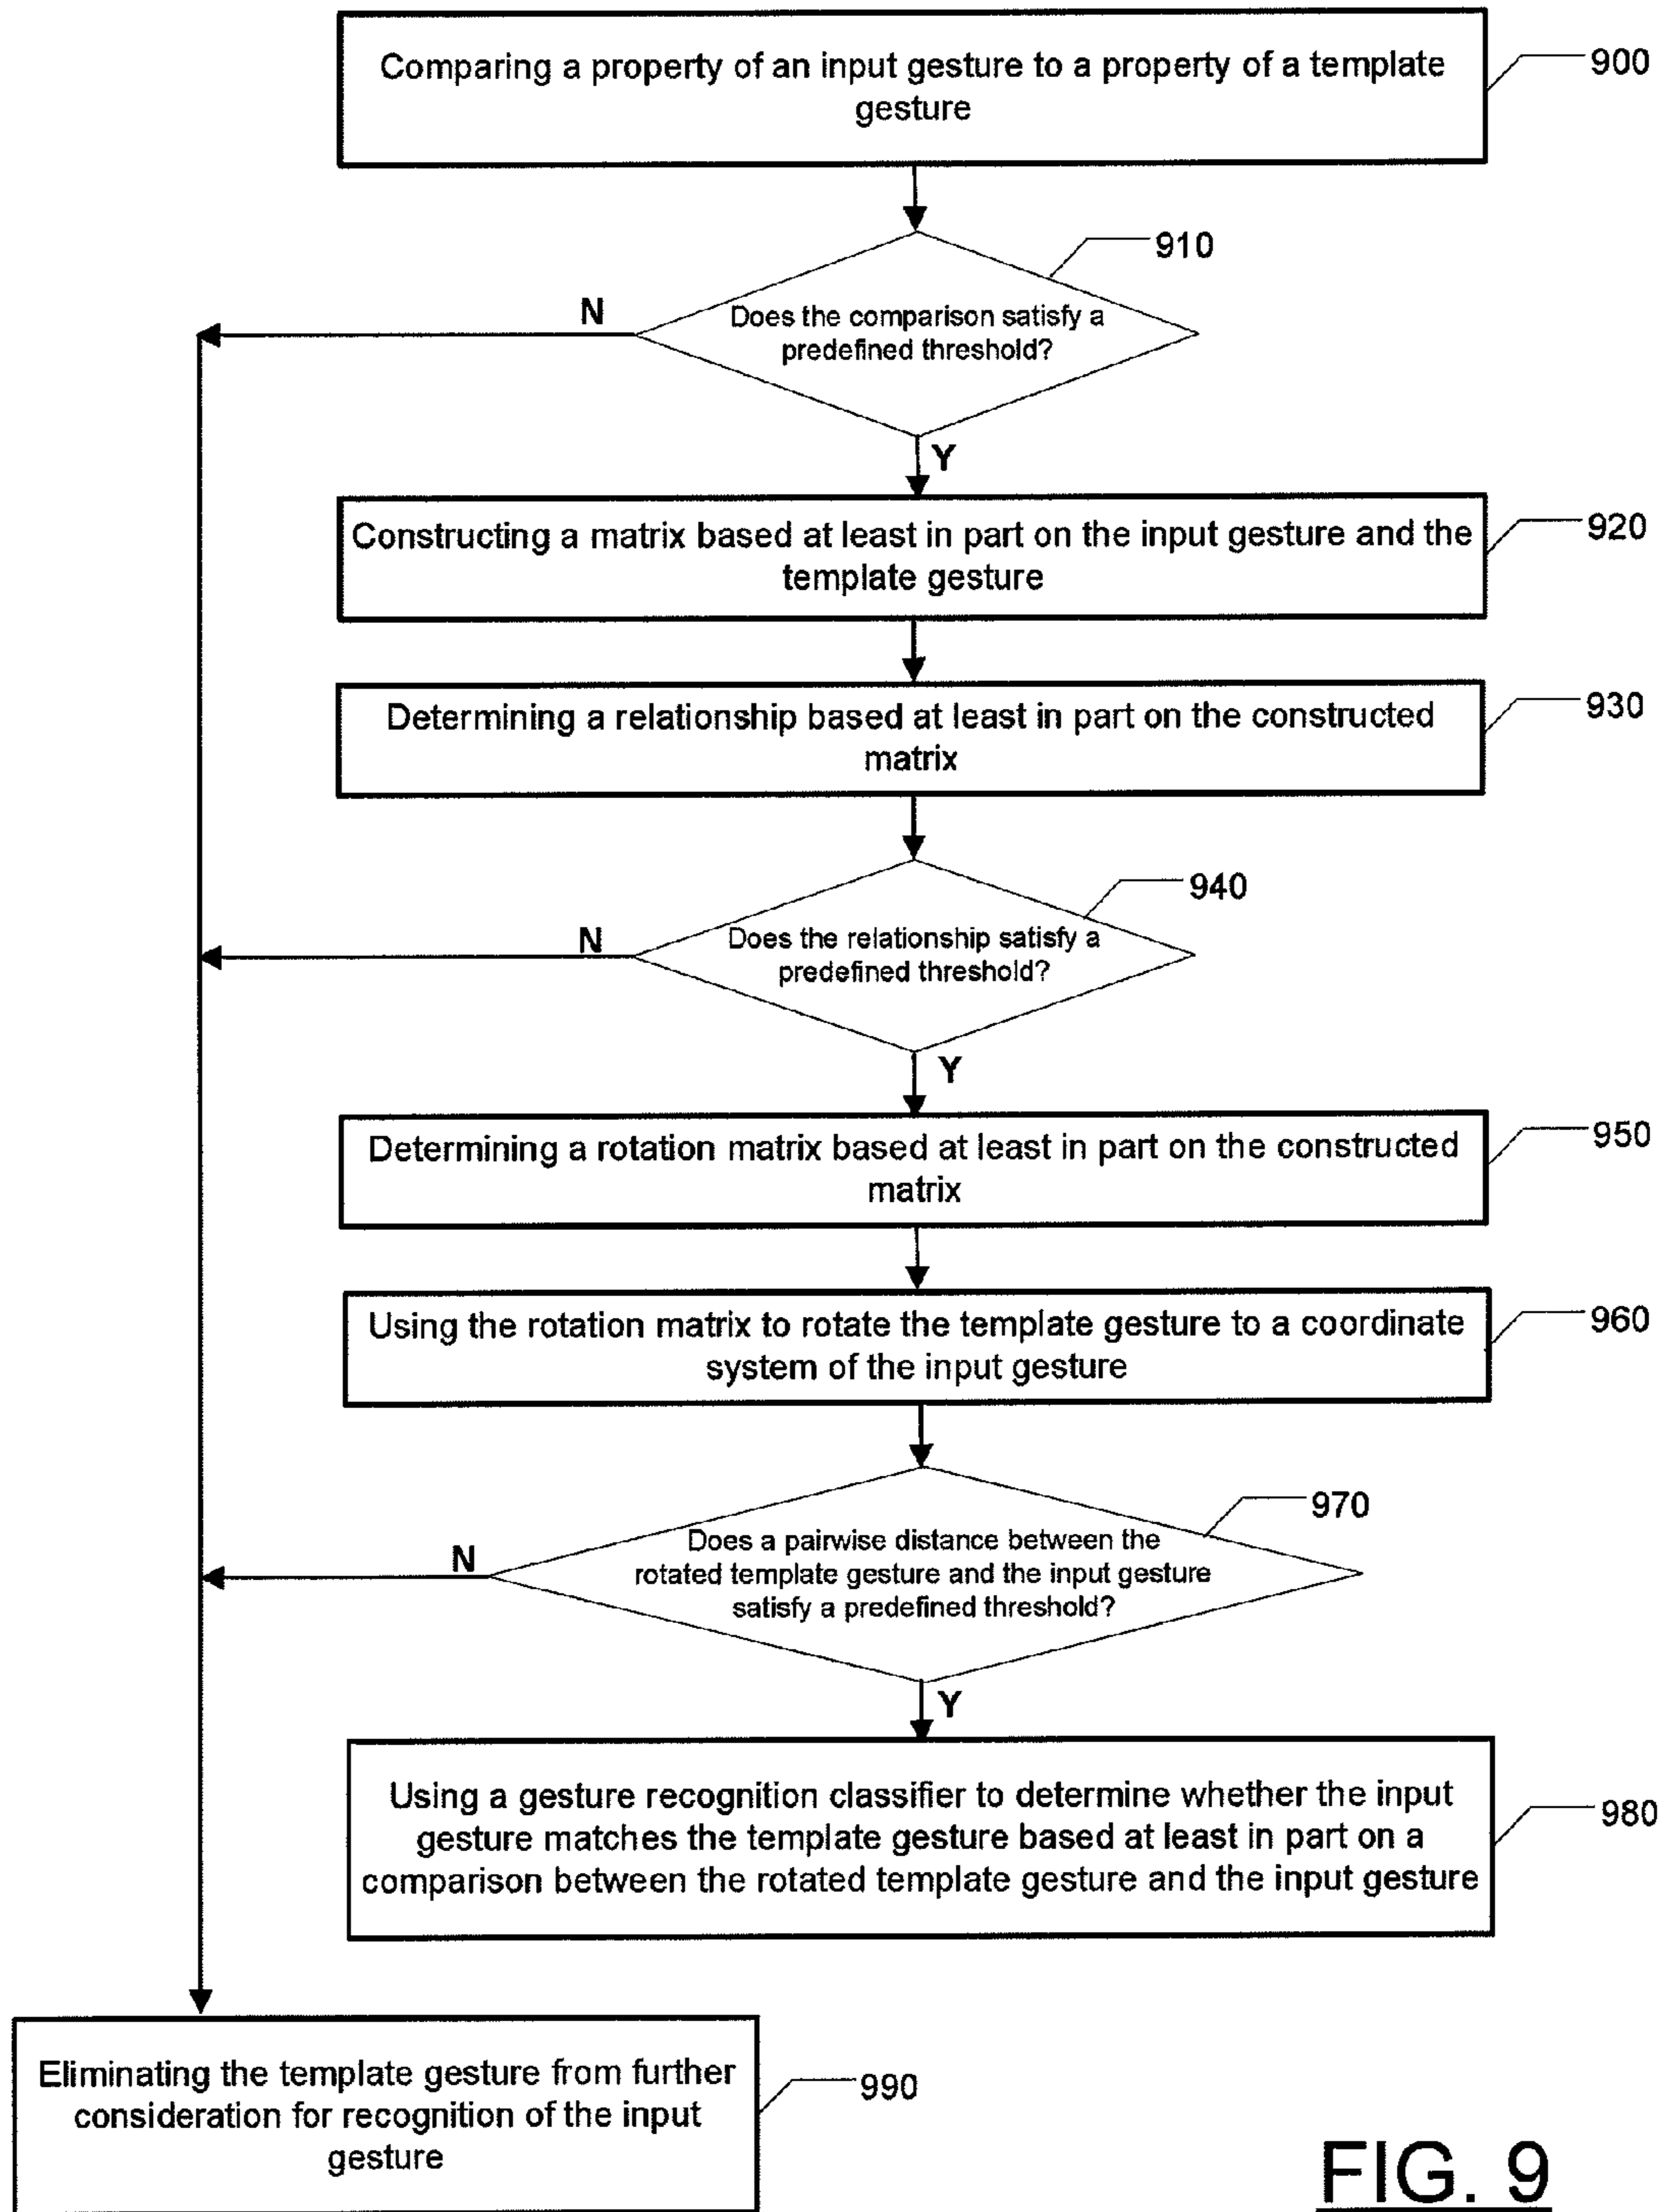 Comparing a property of an input gesture to a property of a template
gesture
900
910
N
Does the comparison satisfy a
predefined threshold?
Y
Constructing a matrix based at least in part on the input gesture and the
template gesture
920
Determining a relationship based at least in part on the constructed
matrix
930
940
N
Does the relationship satisfy a
predefined threshold?
Y
Determining a rotation matrix based at least in part on the constructed
matrix
950
Using the rotation matrix to rotate the template gesture to a coordinate
system of the input gesture
960
970
N
Does a pairwise distance between the
rotated template gesture and the input gesture
satisfy a predefined threshold?
Y
Using a gesture recognition classifier to determine whether the input
gesture matches the template gesture based at least in part on a
comparison between the rotated template gesture and the input gesture
980
Eliminating the template gesture from further
consideration for recognition of the input
gesture
990
FIG. 9